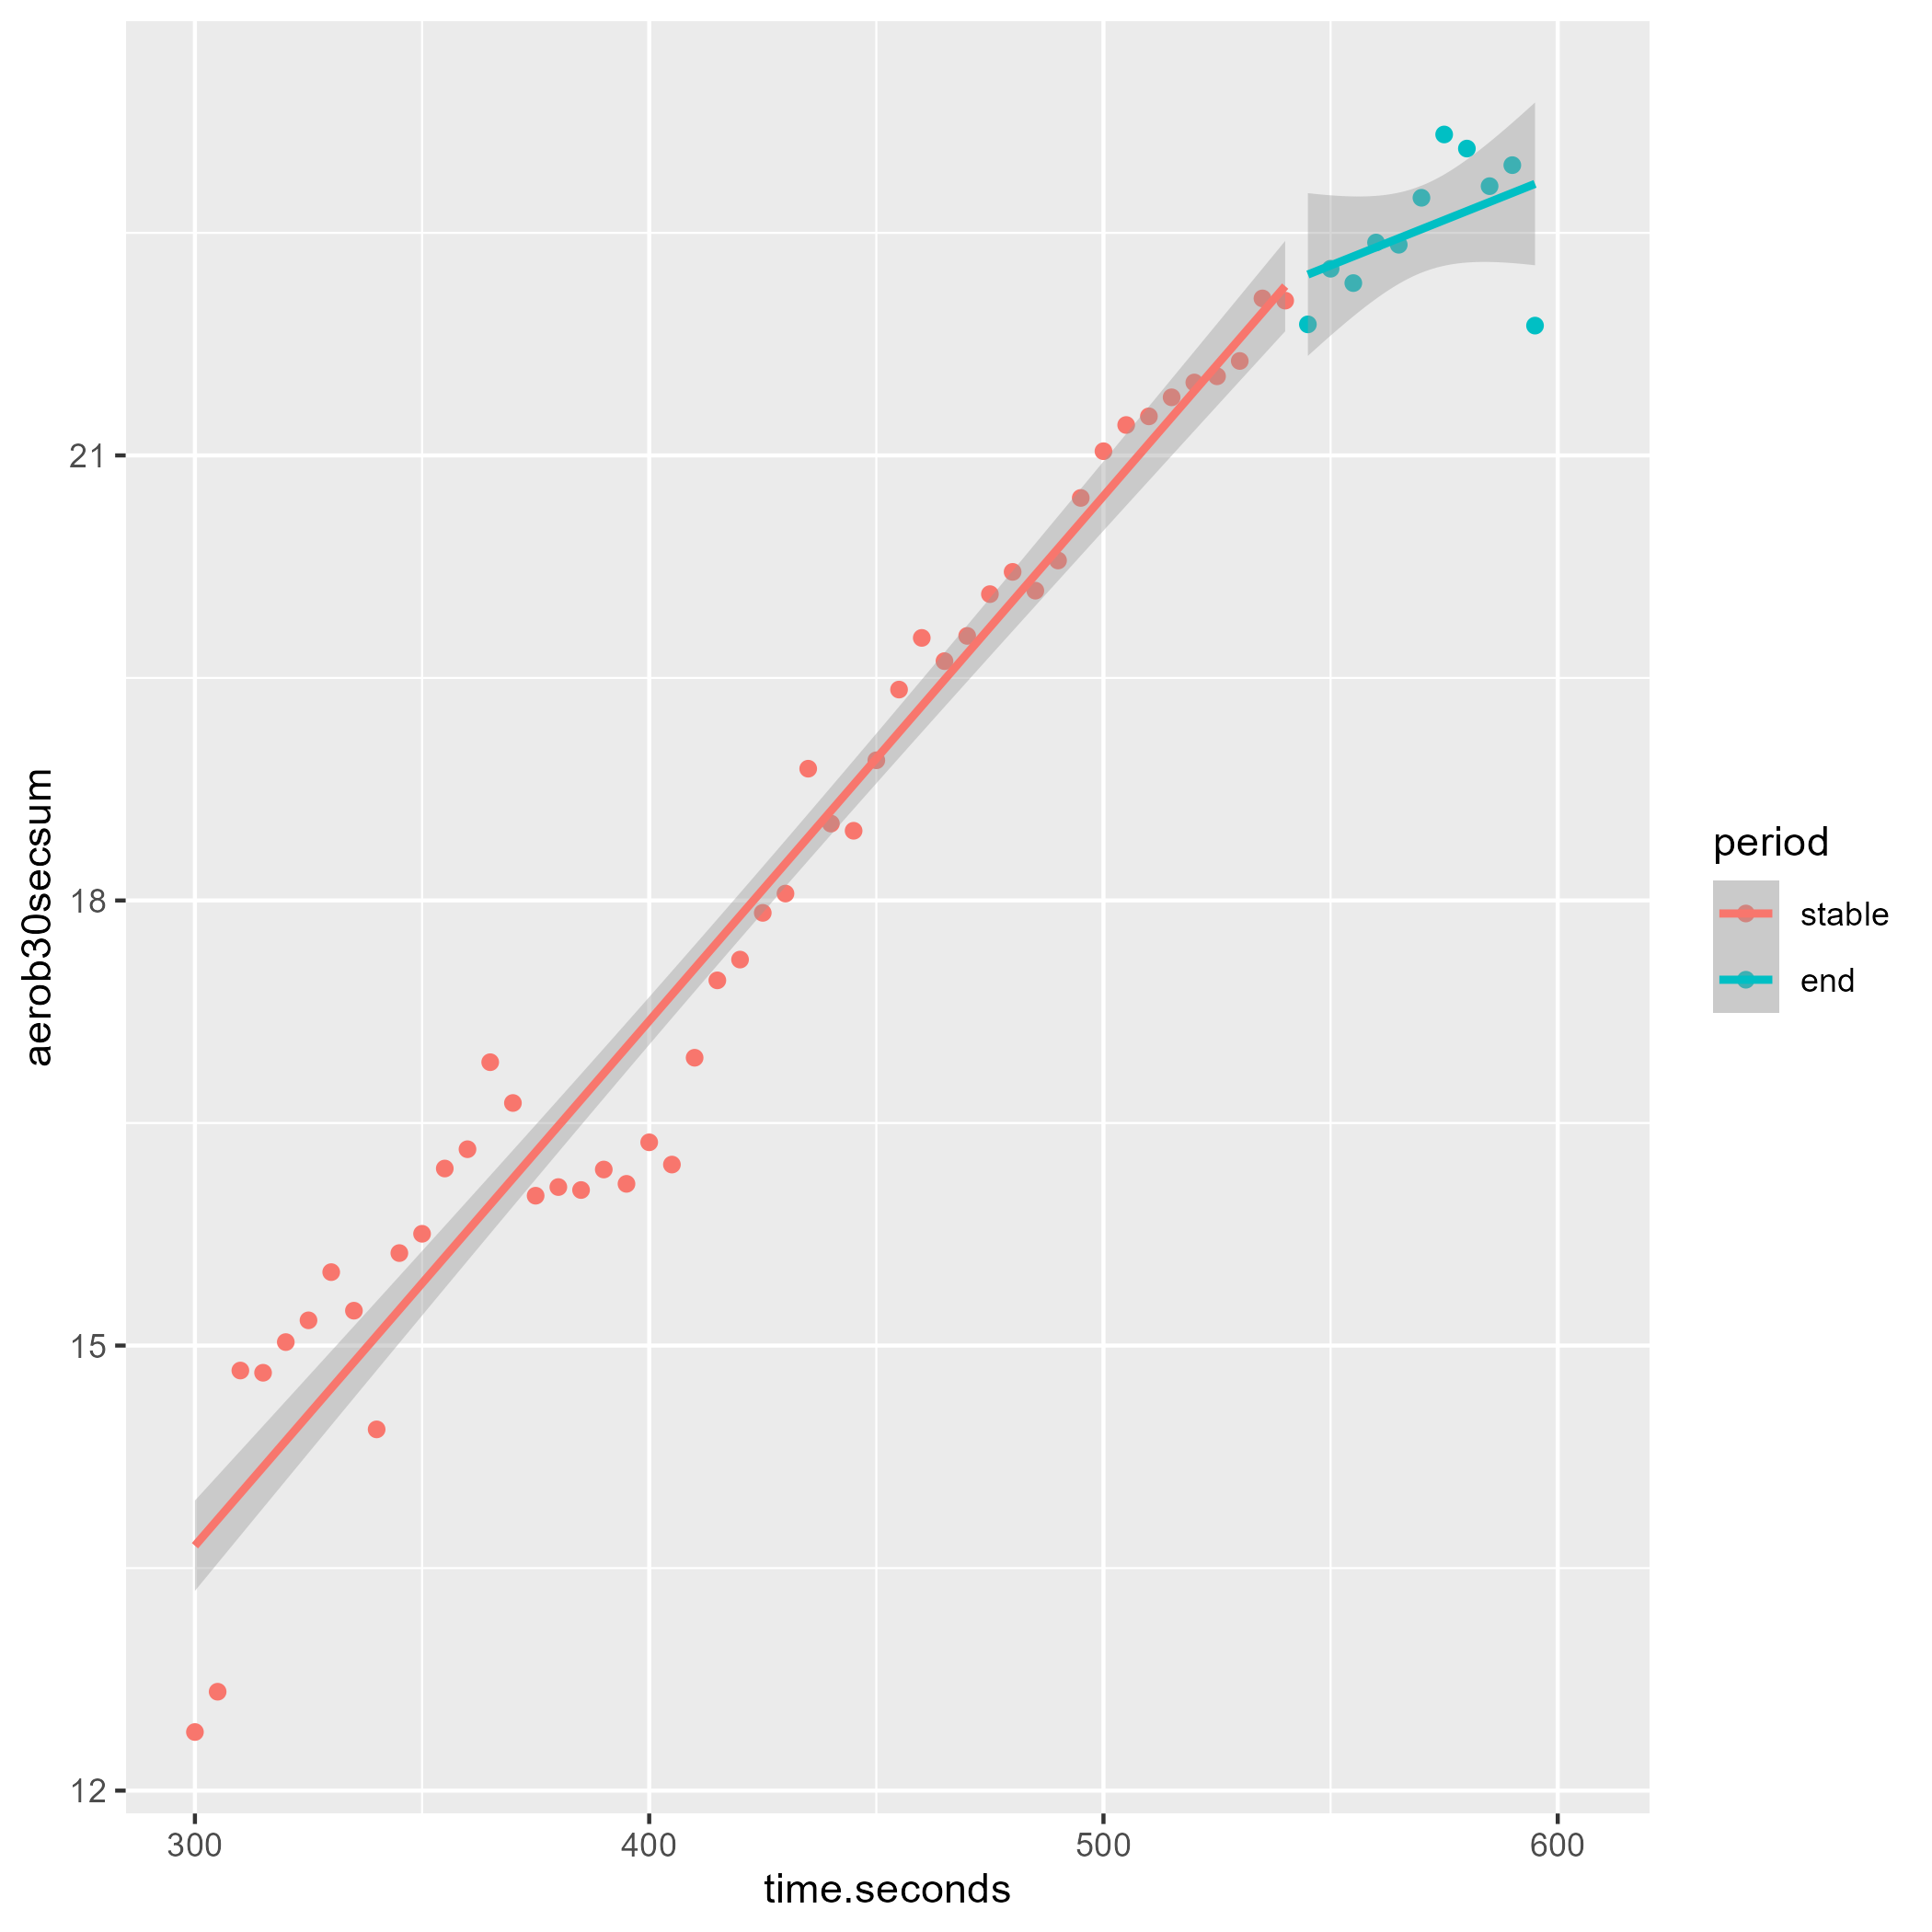 aerob30secsum
21
18
15
12
300
400
500
600
time.seconds
period
stable
end